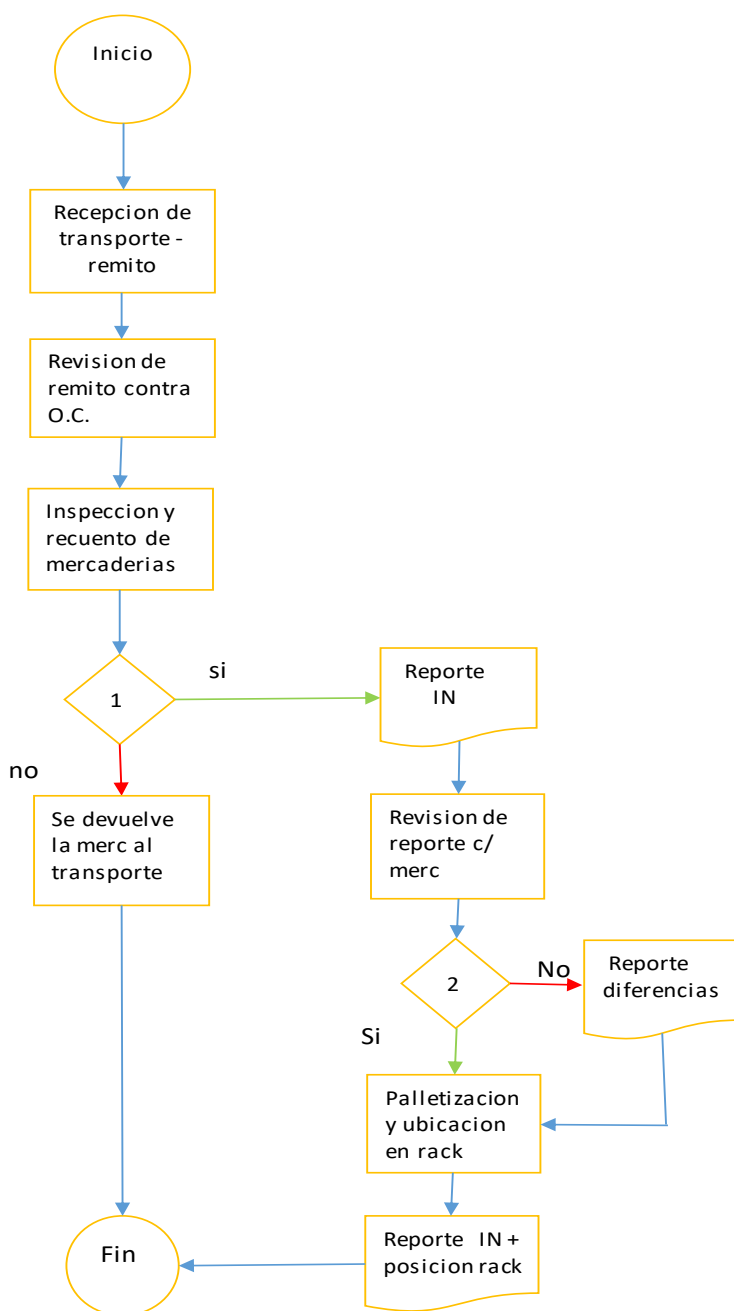 Inicio
Recepcion de
transporte -
remito
Revision de
remito contra
O.C.
Inspeccion y
recuento de
mercaderias
1
si
Reporte
IN
no
Se devuelve
la merc al
transporte
Revision de
reporte c/
merc
2
No
Reporte
diferencias
Si
Palletizacion
y ubicacion
en rack
Reporte IN +
posicion rack
Fin